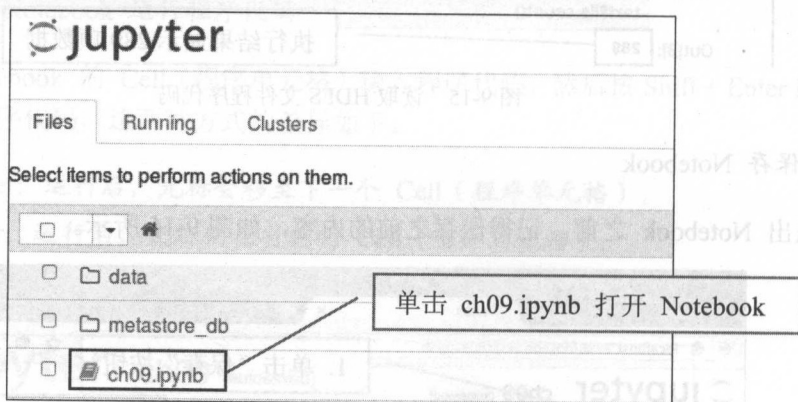 jupyter
Files Running Clusters
Select items to perform actions on them.
data
metastore_db
单击 ch09.ipynb 打开 Notebook
ch09.ipynb